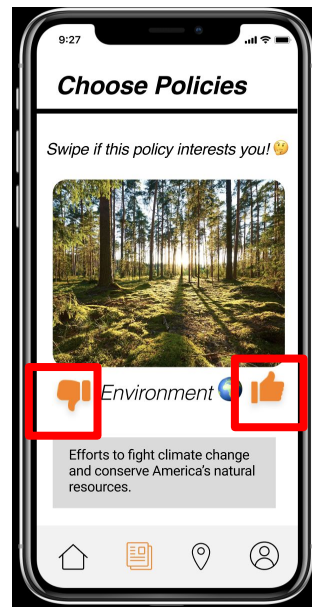 9:27
Choose Policies
Swipe if this policy interests you! 🤔
Environment 🌎
Efforts to fight climate change
and conserve America's natural
resources.